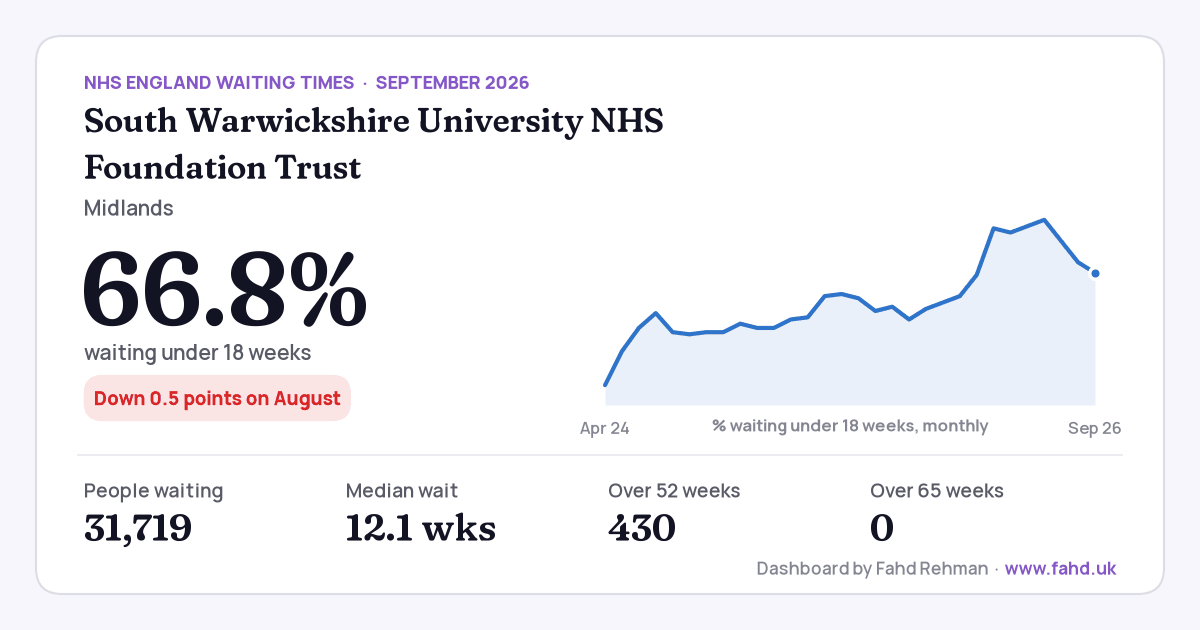 NHS ENGLAND WAITING TIMES · SEPTEMBER 2026
South Warwickshire University NHS
Foundation Trust
Midlands
66.8%
waiting under 18 weeks
Down 0.5 points on August
Apr 24
% waiting under 18 weeks, monthly
Sep 26
People waiting
31,719
Median wait
12.1 wks
Over 52 weeks
430
Over 65 weeks
0
Dashboard by Fahd Rehman · www.fahd.uk